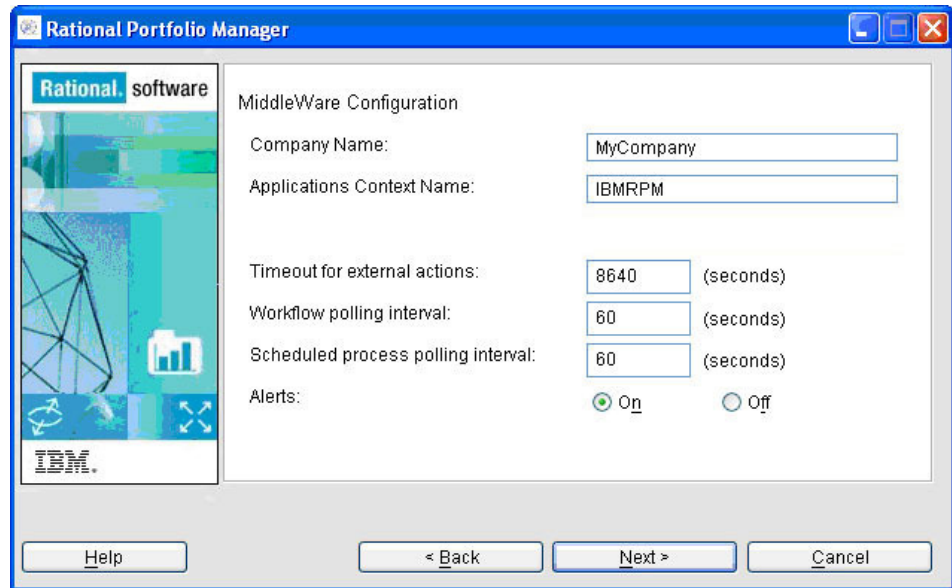 Rational Portfolio Manager
Rational. software
MiddleWare Configuration
Company Name: MyCompany
Applications Context Name: IBMRPM
Timeout for external actions: 8640 (seconds)
Workflow polling interval: 60 (seconds)
Scheduled process polling interval: 60 (seconds)
Alerts: On Off
IBM.
Help < Back Next > Cancel